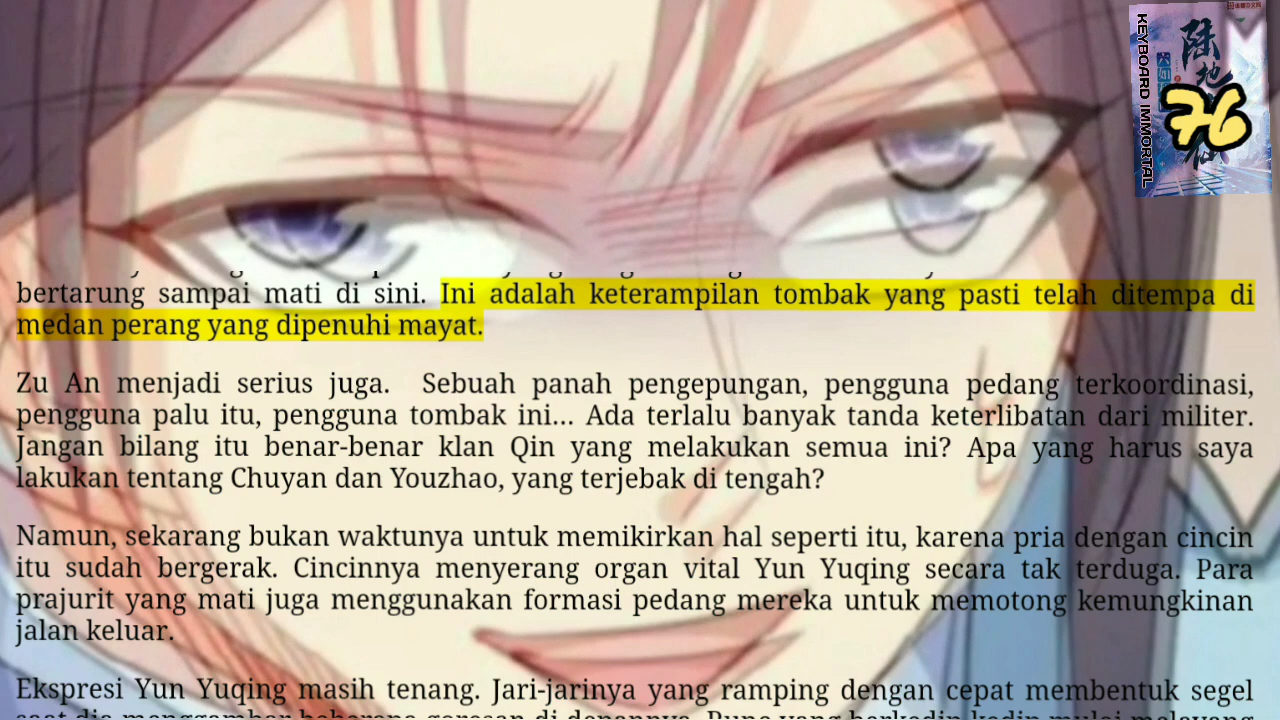 KEYBOARD IMMORTAL
76
bertarung sampai mati di sini. Ini adalah keterampilan tombak yang pasti telah ditempa di
medan perang yang dipenuhi mayat.
Zu An menjadi serius juga. Sebuah panah pengepungan, pengguna pedang terkoordinasi,
pengguna palu itu, pengguna tombak ini... Ada terlalu banyak tanda keterlibatan dari militer.
Jangan bilang itu benar-benar klan Qin yang melakukan semua ini? Apa yang harus saya
lakukan tentang Chuyan dan Youzhao, yang terjebak di tengah?
Namun, sekarang bukan waktunya untuk memikirkan hal seperti itu, karena pria dengan cincin
itu sudah bergerak. Cincinnya menyerang organ vital Yun Yuqing secara tak terduga. Para
prajurit yang mati juga menggunakan formasi pedang mereka untuk memotong kemungkinan
jalan keluar.
Ekspresi Yun Yuqing masih tenang. Jari-jarinya yang ramping dengan cepat membentuk segel